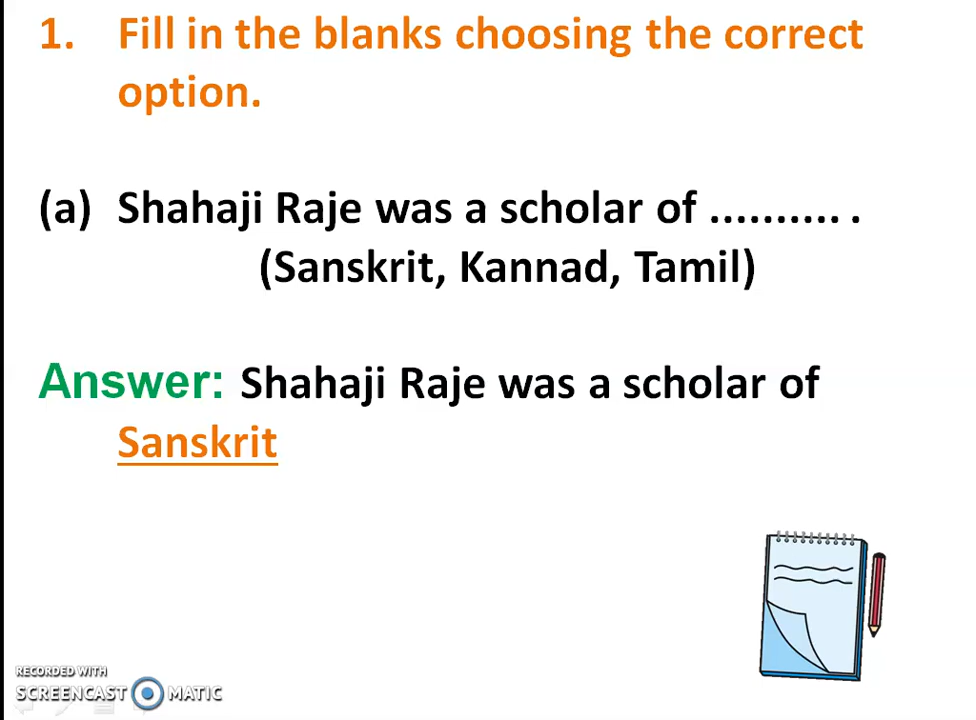 1. Fill in the blanks choosing the correct
option.
(a) Shahaji Raje was a scholar of .......... .
(Sanskrit, Kannad, Tamil)
Answer: Shahaji Raje was a scholar of
Sanskrit
RECORDED WITH
SCREENCAST MATIC